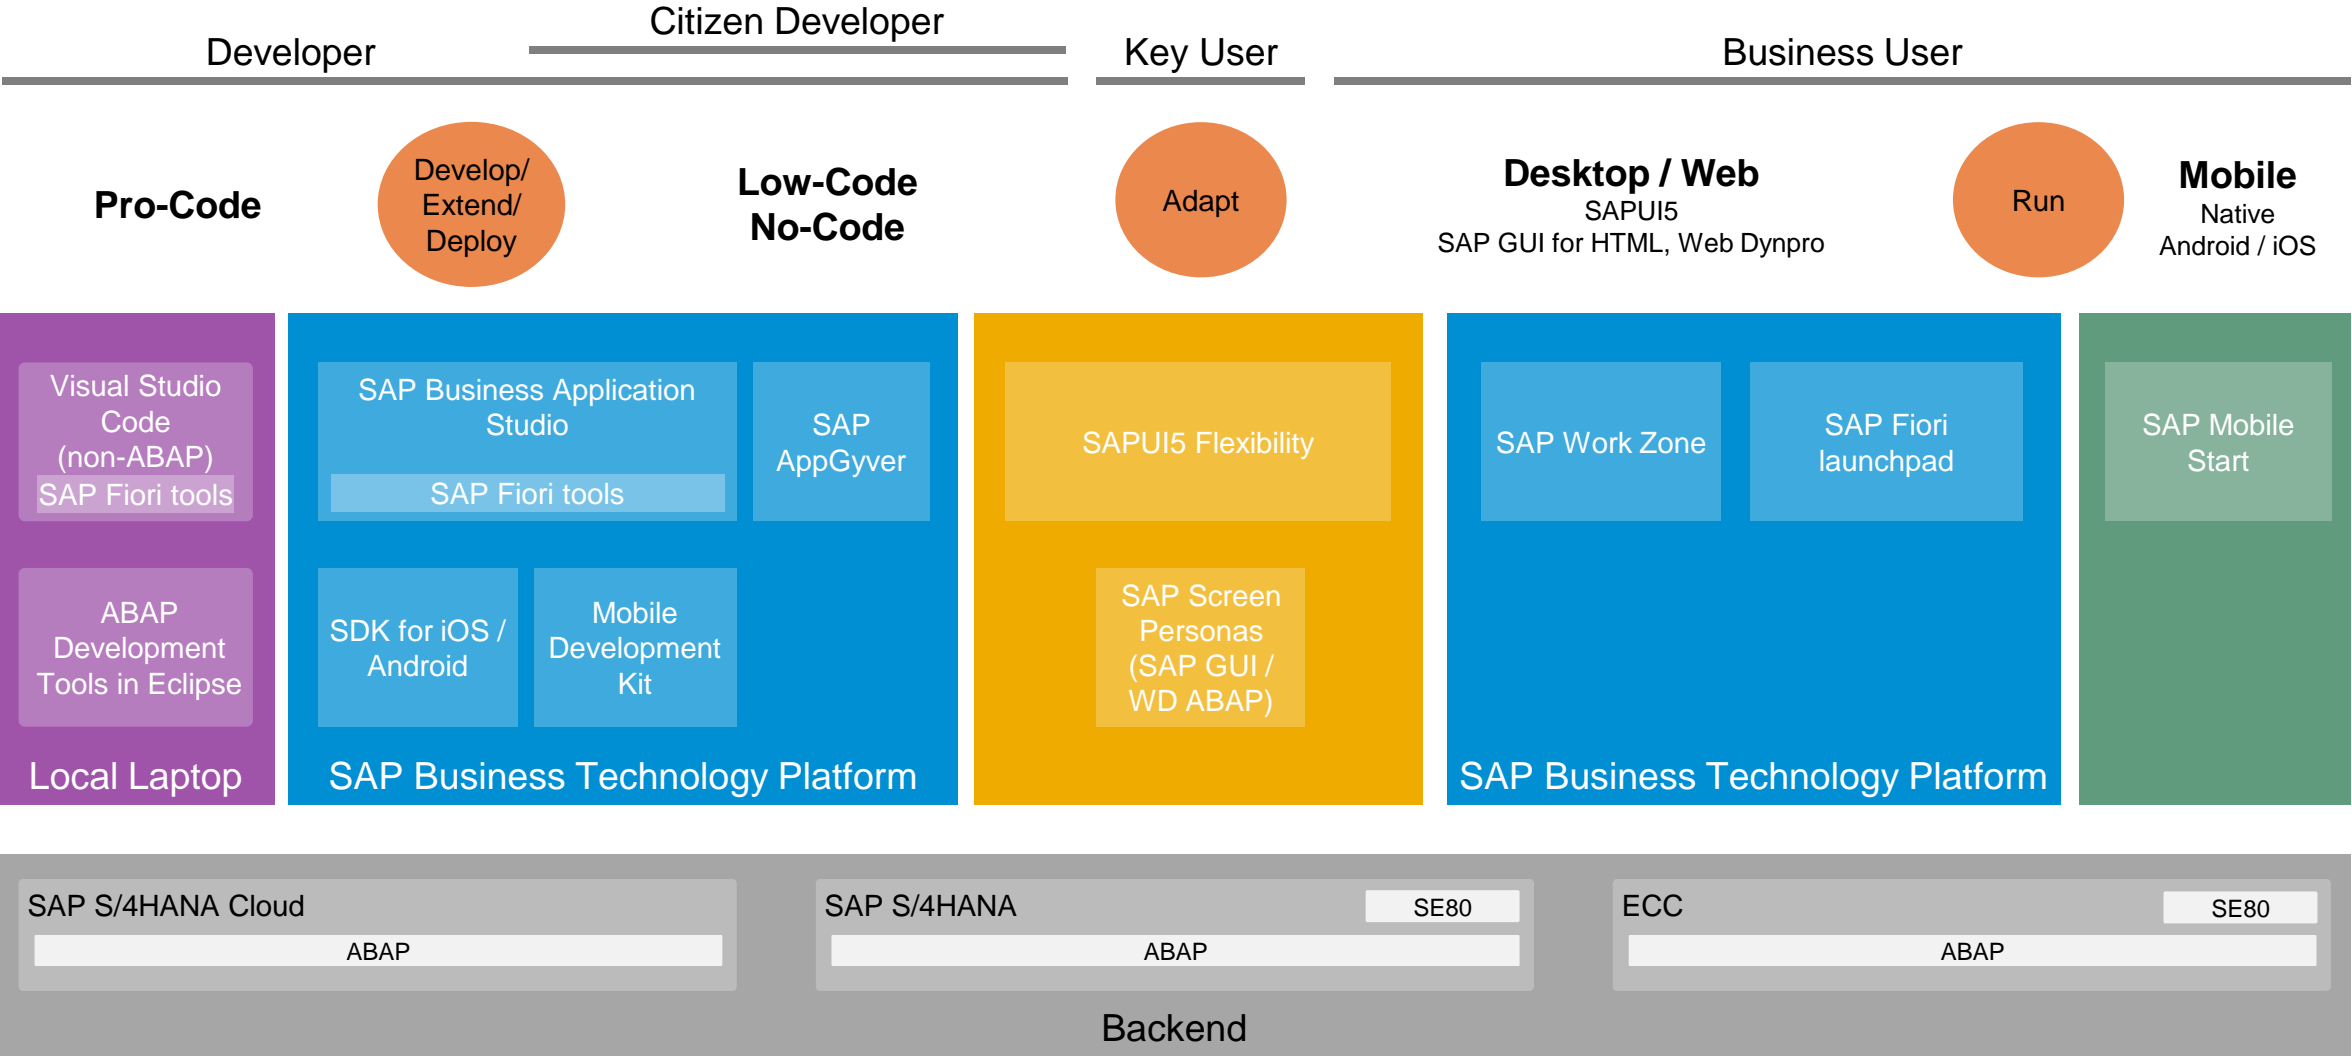 Citizen Developer
Developer
Key User
Business User
Pro-Code
Develop/
Extend/
Deploy
Low-Code
No-Code
Adapt
Desktop / Web
SAPUI5
SAP GUI for HTML, Web Dynpro
Run
Mobile
Native
Android / iOS
Visual Studio
Code
(non-ABAP)
SAP Fiori tools
ABAP
Development
Tools in Eclipse
Local Laptop
SAP Business Application
Studio
SAP Fiori tools
SAP
AppGyver
SDK for iOS /
Android
Mobile
Development
Kit
SAP Business Technology Platform
SAPUI5 Flexibility
SAP Screen
Personas
(SAP GUI /
WD ABAP)
SAP Work Zone
SAP Fiori
launchpad
SAP Business Technology Platform
SAP Mobile
Start
SAP S/4HANA Cloud
ABAP
SAP S/4HANA
SE80
ABAP
ECC
SE80
ABAP
Backend